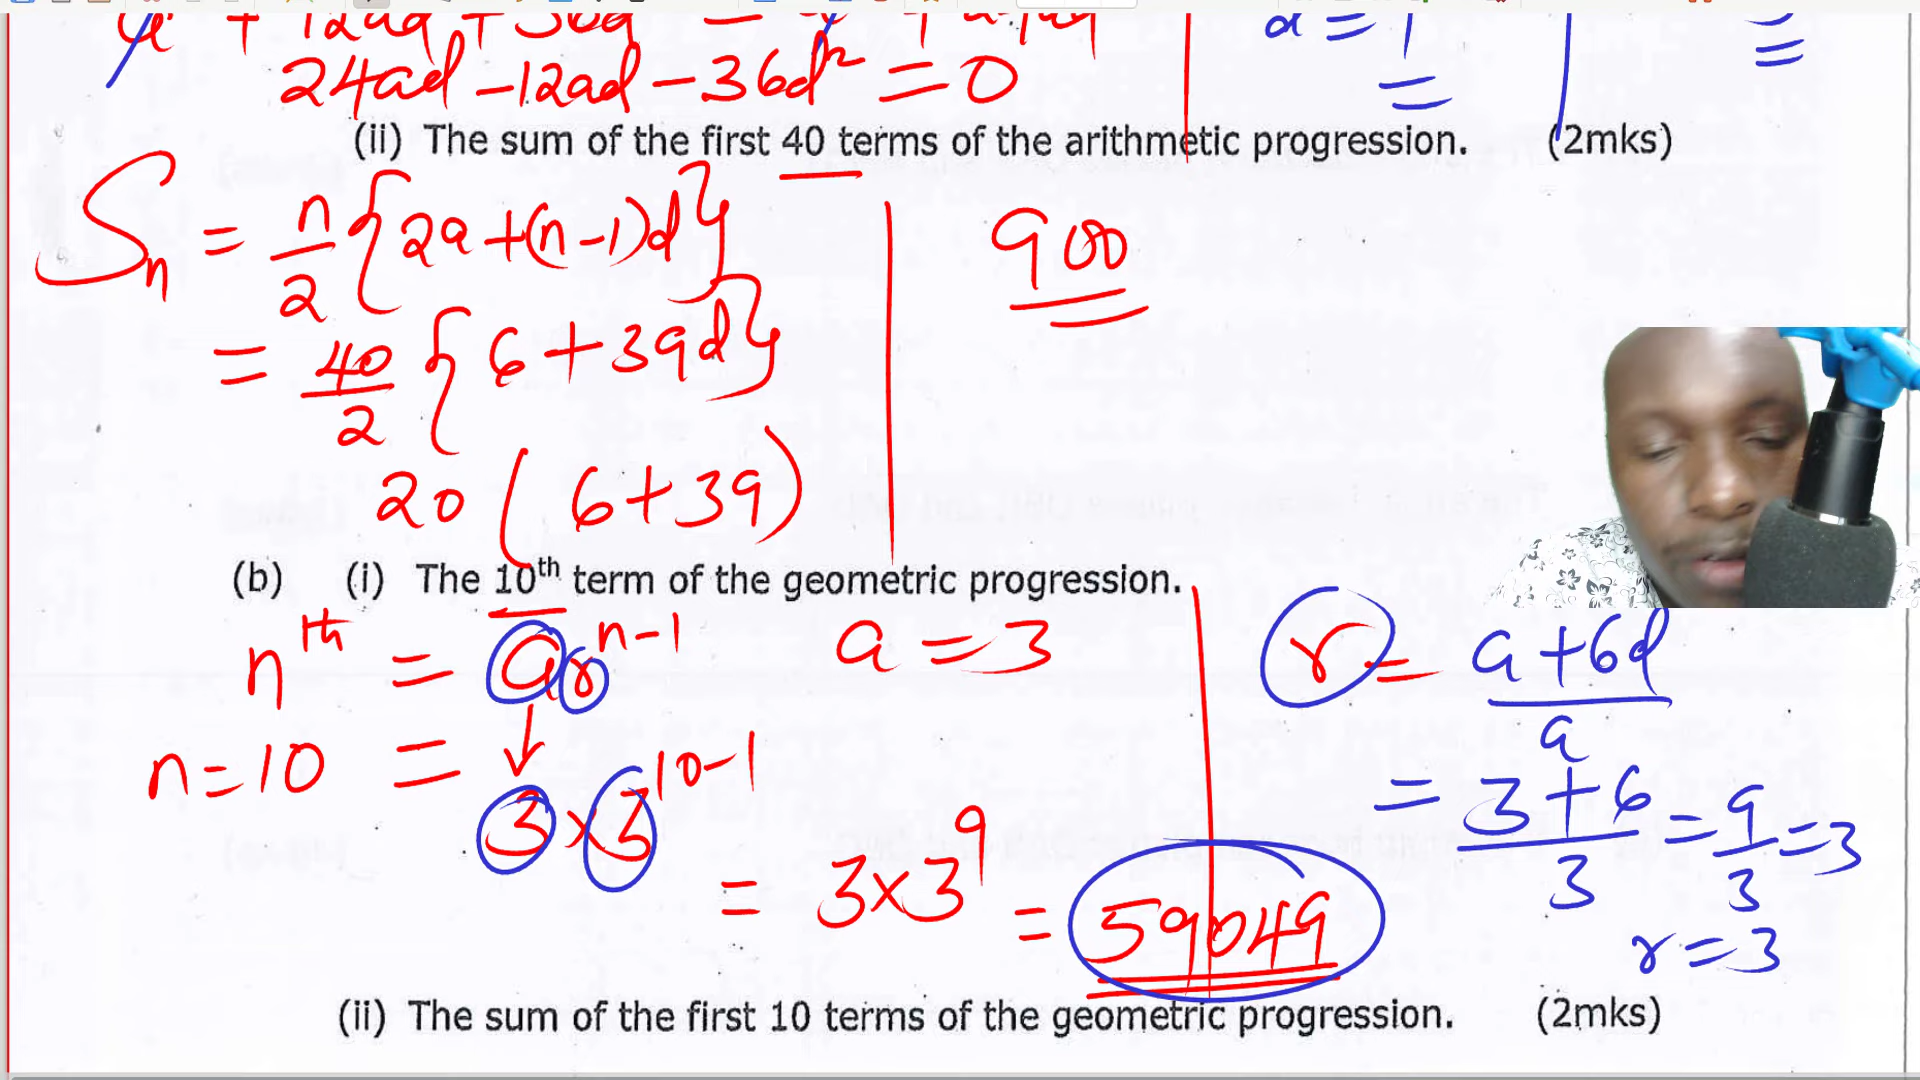 24ad - 12ad - 36d² = 0
(ii) The sum of the first 40 terms of the arithmetic progression. (2mks)
Sn = n/2 {2a + (n-1)d}
= 40/2 {6 + 39d}
20 (6 + 39)
900
(b) (i) The 10th term of the geometric progression.
nth = ar^n-1
a = 3
n = 10 =
3 × 3^10-1
= 3 × 3^9 = 59049
r = a + 6d / a
= 3 + 6 / 3 = 9/3 = 3
r = 3
(ii) The sum of the first 10 terms of the geometric progression. (2mks)